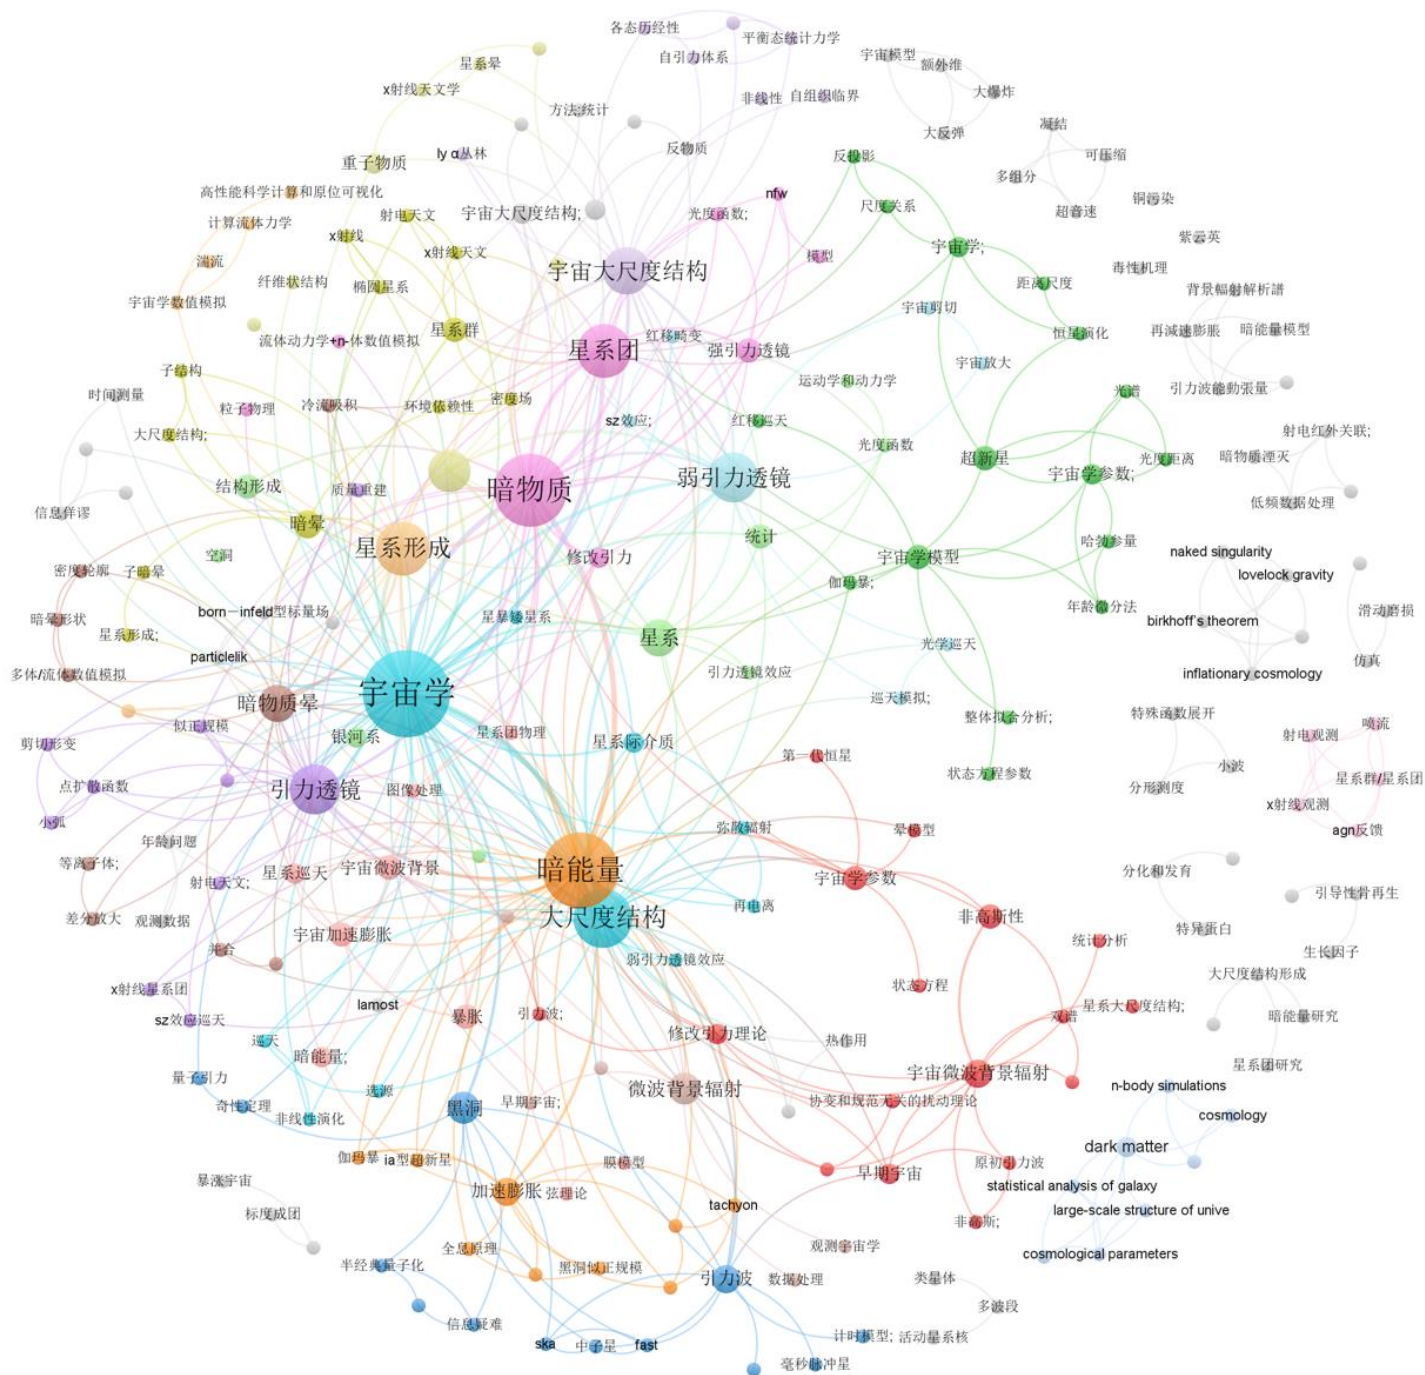 各态历经性
平衡态统计力学
自引力体系
宇宙模型
额外维
星系晕
x射线天文学
大爆炸
非线性
自组织临界
方法;统计
大反弹
凝结
反物质
ly α丛林
反投影
可压缩
重子物质
多组分
高性能科学计算和原位可视化
nfw
铜污染
尺度关系
超音速
射电天文
宇宙大尺度结构;
光度函数;
计算流体力学
x射线
紫云英
宇宙学;
x射线天文
模型
湍流
宇宙大尺度结构
毒性机理
纤维状结构
椭圆星系
距离尺度
背景輻射解析譜
宇宙学数值模拟
宇宙剪切
星系群
再減速膨脹
暗能量模型
恒星演化
流体动力学+n-体数值模拟
红移畸变
星系团
强引力透镜
宇宙放大
子结构
运动学和动力学
引力波能動張量
时间测量
光谱
粒子物理
冷流吸积
环境依赖性
密度场
sz效应;
红移巡天
大尺度结构;
射电红外关联;
光度函数
超新星
光度距离
暗物质湮灭
宇宙学参数;
弱引力透镜
结构形成
质量重建
暗物质
低频数据处理
信息佯谬
暗晕
统计
哈勃参量
星系形成
空洞
修改引力
宇宙学模型
naked singularity
密度轮廓
子暗晕
伽玛暴;
lovelock gravity
年龄微分法
born－infeld型标量场
滑动磨损
暗晕形状
星暴矮星系
birkhoff's theorem
星系形成;
星系
光学巡天
particlelik
仿真
多体/流体数值模拟
引力透镜效应
inflationary cosmology
宇宙学
暗物质晕
巡天模拟;
特殊函数展开
整体拟合分析;
似正规模
喷流
银河系
星系团物理
射电观测
剪切形变
星系际介质
第一代恒星
小波
状态方程参数
星系群/星系团
点扩散函数
引力透镜
图像处理
分形测度
x射线观测
小弧
弥散辐射
晕模型
agn反馈
年龄问题
等离子体;
星系巡天
宇宙微波背景
暗能量
宇宙学参数
分化和发育
射电天文;
引导性骨再生
再电离
差分放大
观测数据
大尺度结构
非高斯性
特异蛋白
宇宙加速膨胀
统计分析
并合
生长因子
弱引力透镜效应
大尺度结构形成
x射线星系团
状态方程
lamost
星系大尺度结构;
sz效应巡天
暴胀
引力波;
双谱
暗能量研究
修改引力理论
巡天
热作用
暗能量;
星系团研究
宇宙微波背景辐射
量子引力
微波背景辐射
n-body simulations
选源
奇性定理
黑洞
早期宇宙;
协变和规范无关的扰动理论
非线性演化
cosmology
dark matter
伽玛暴
ia型超新星
膜模型
原初引力波
早期宇宙
暴涨宇宙
statistical analysis of galaxy
加速膨胀
弦理论
tachyon
large-scale structure of unive
标度成团
非高斯;
全息原理
观测宇宙学
cosmological parameters
半经典量子化
黑洞似正规模
引力波
数据处理
类星体
多波段
信息疑难
ska
中子星
fast
计时模型;
活动星系核
毫秒脉冲星